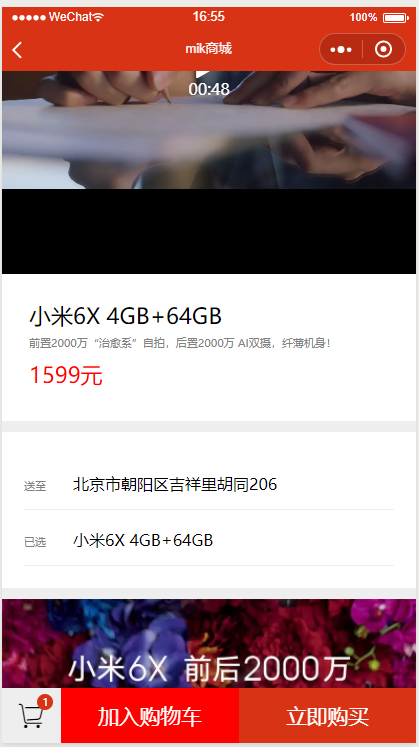 WeChat 16:55 100%
mik商城
00:48
小米6X 4GB+64GB
前置2000万“治愈系”自拍，后置2000万 AI双摄，纤薄机身！
1599元
送至 北京市朝阳区吉祥里胡同206
已选 小米6X 4GB+64GB
小米6X 前后2000万
1 加入购物车 立即购买